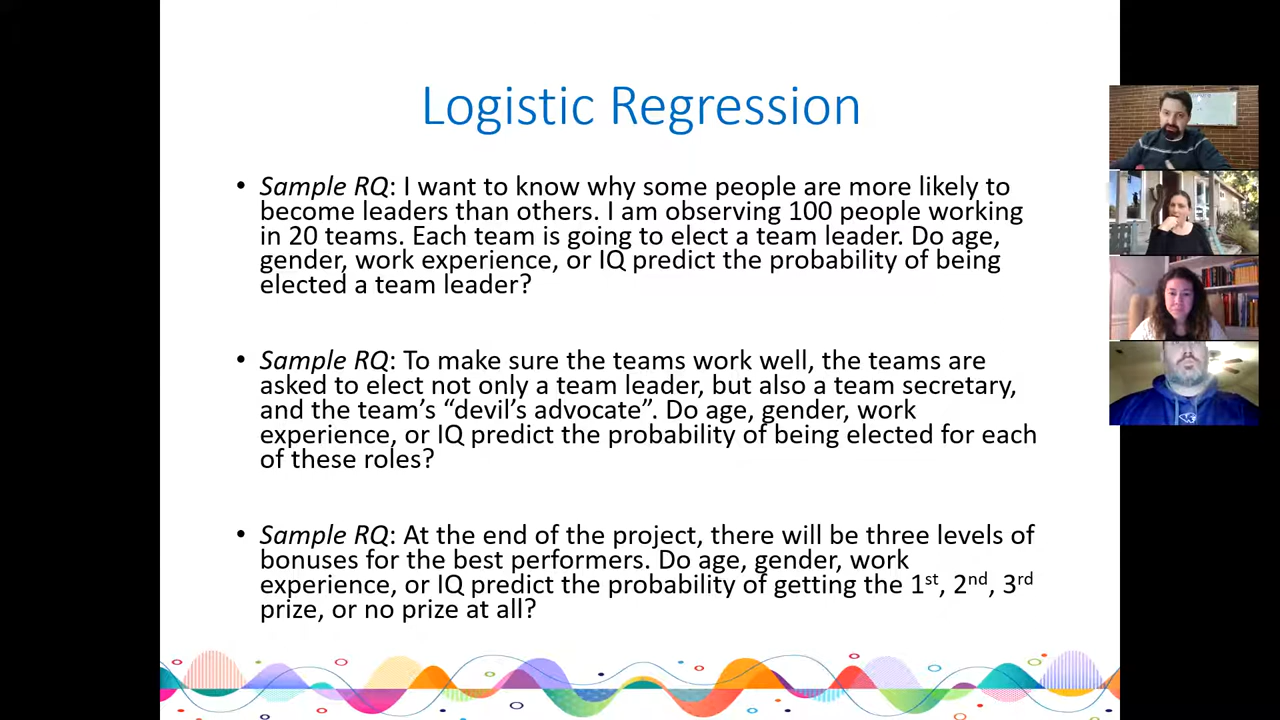 Logistic Regression
• Sample RQ: I want to know why some people are more likely to
become leaders than others. I am observing 100 people working
in 20 teams. Each team is going to elect a team leader. Do age,
gender, work experience, or IQ predict the probability of being
elected a team leader?
• Sample RQ: To make sure the teams work well, the teams are
asked to elect not only a team leader, but also a team secretary,
and the team’s “devil’s advocate”. Do age, gender, work
experience, or IQ predict the probability of being elected for each
of these roles?
• Sample RQ: At the end of the project, there will be three levels of
bonuses for the best performers. Do age, gender, work
experience, or IQ predict the probability of getting the 1st, 2nd, 3rd
prize, or no prize at all?